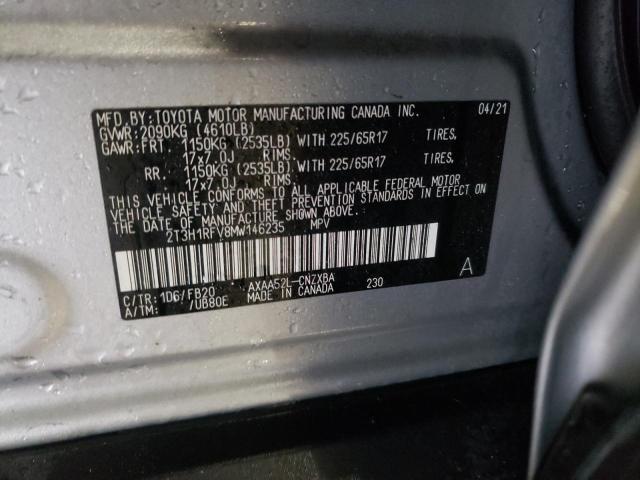 MFD. BY: TOYOTA MOTOR MANUFACTURING CANADA INC. 04/21
GVWR: 2090KG (4610LB)
GAWR: FRT. 1150KG (2535LB) WITH 225/65R17 TIRES,
17x7.0J RIMS.
RR. 1150KG (2535LB) WITH 225/65R17 TIRES,
17x7.0J RIMS.
THIS VEHICLE CONFORMS TO ALL APPLICABLE FEDERAL MOTOR
VEHICLE SAFETY AND THEFT PREVENTION STANDARDS IN EFFECT ON
THE DATE OF MANUFACTURE SHOWN ABOVE.
2T3H1RFV8MW146235 MPV
A
C/TR: 1D6/FB20 AXAA52L-CNZXBA 230
A/TM: /UB80E MADE IN CANADA